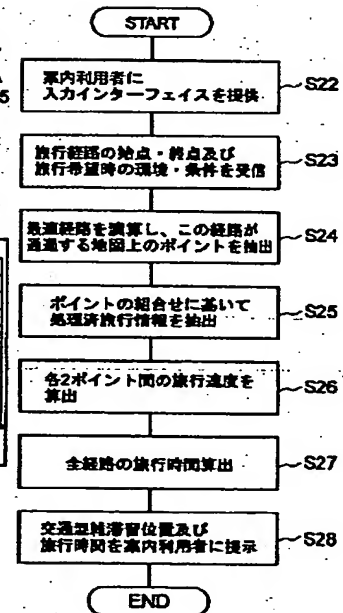 START
案内利用者に
入力インターフェイスを提供
S22
旅行経路の始点・終点及び
旅行希望時の環境・条件を受信
S23
最適経路を演算し、この経路が
通過する地図上のポイントを抽出
S24
ポイントの組合せに基いて
処理済旅行情報を抽出
S25
各2ポイント間の旅行速度を
算出
S26
全経路の旅行時間算出
S27
位置及び
旅行時間を案内利用者に提示
S28
END
5